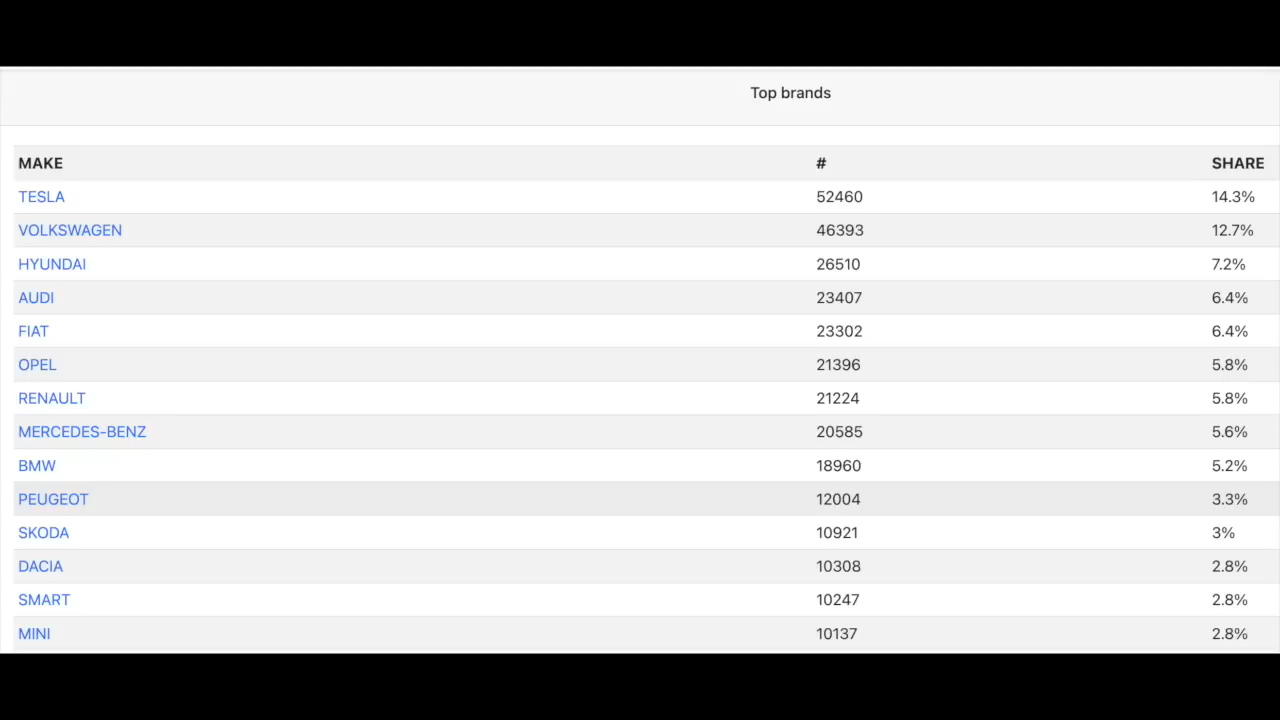 Top brands
MAKE # SHARE
TESLA 52460 14.3%
VOLKSWAGEN 46393 12.7%
HYUNDAI 26510 7.2%
AUDI 23407 6.4%
FIAT 23302 6.4%
OPEL 21396 5.8%
RENAULT 21224 5.8%
MERCEDES-BENZ 20585 5.6%
BMW 18960 5.2%
PEUGEOT 12004 3.3%
SKODA 10921 3%
DACIA 10308 2.8%
SMART 10247 2.8%
MINI 10137 2.8%